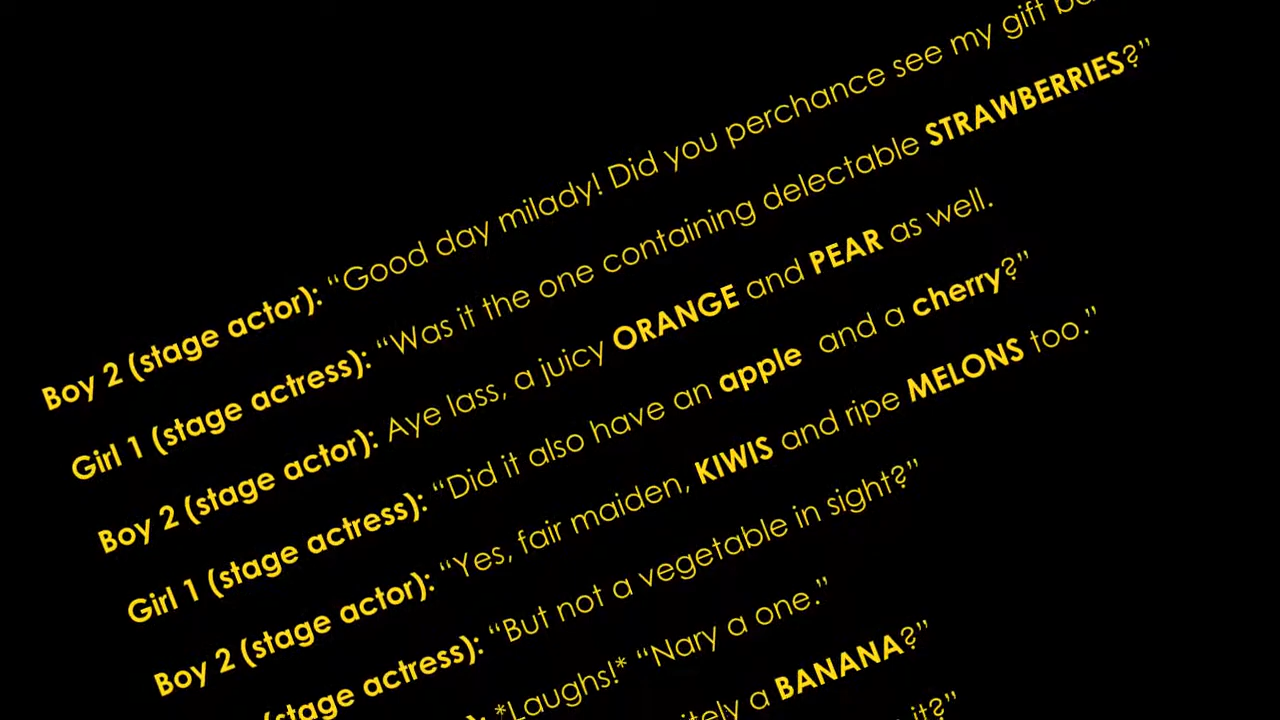 Boy 2 (stage actor): “Good day milady! Did you perchance see my gift
Girl 1 (stage actress): “Was it the one containing delectable STRAWBERRIES?”
Boy 2 (stage actor): Aye lass, a juicy ORANGE and PEAR as well.
Girl 1 (stage actress): “Did it also have an apple and a cherry?”
Boy 2 (stage actor): “Yes, fair maiden, KIWIS and ripe MELONS too.”
(stage actress): “But not a vegetable in sight?”
*Laughs!* “Nary a one.”
a BANANA?”
it?”